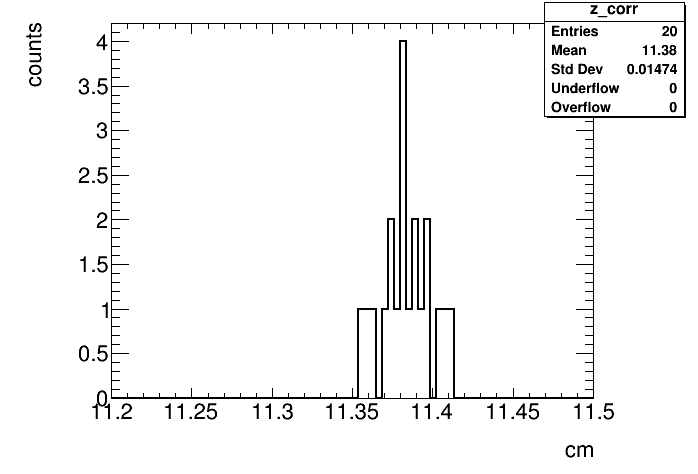 z_corr
Entries 20
Mean 11.38
Std Dev 0.01474
Underflow 0
Overflow 0
counts
4
3.5
3
2.5
2
1.5
1
0.5
0
11.2 11.25 11.3 11.35 11.4 11.45 11.5
cm